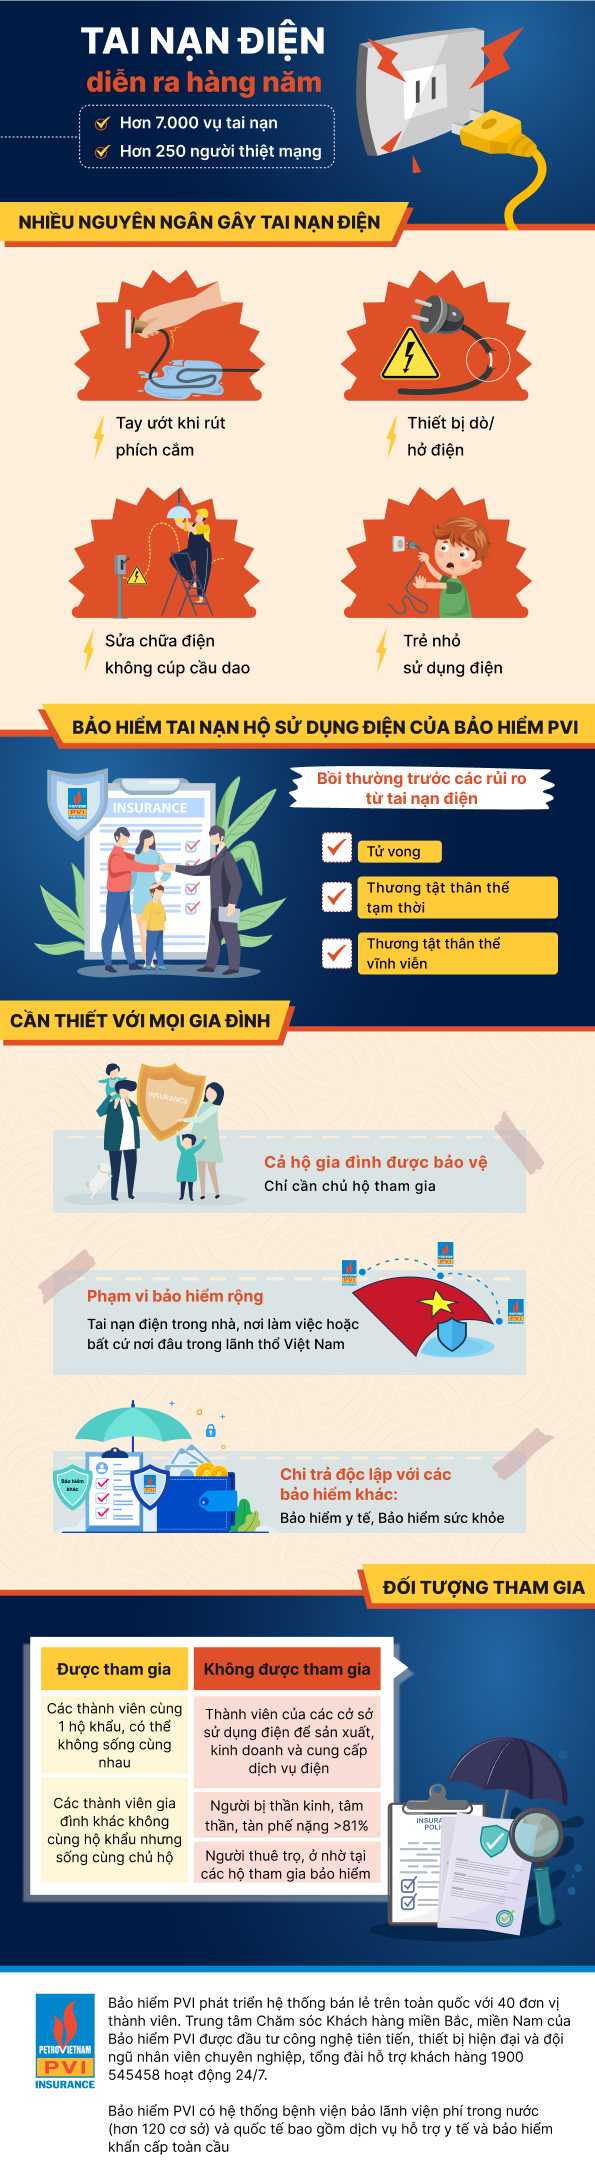 TAI NẠN ĐIỆN
diễn ra hàng năm
Hơn 7.000 vụ tai nạn
Hơn 250 người thiệt mạng
NHIỀU NGUYÊN NGÂN GÂY TAI NẠN ĐIỆN
Tay ướt khi rút
phích cắm
Thiết bị dò/
hở điện
Sửa chữa điện
không cúp cầu dao
Trẻ nhỏ
sử dụng điện
BẢO HIỂM TAI NẠN HỘ SỬ DỤNG ĐIỆN CỦA BẢO HIỂM PVI
PVI
INSURANCE
Bồi thường trước các rủi ro
từ tai nạn điện
Tử vong
Thương tật thân thể
tạm thời
Thương tật thân thể
vĩnh viễn
CẦN THIẾT VỚI MỌI GIA ĐÌNH
INSURANCE
Cả hộ gia đình được bảo vệ
Chỉ cần chủ hộ tham gia
PVI
PVI
PVI
Phạm vi bảo hiểm rộng
Tai nạn điện trong nhà, nơi làm việc hoặc
bất cứ nơi đâu trong lãnh thổ Việt Nam
Bảo hiểm
khác
Chi trả độc lập với các
bảo hiểm khác:
Bảo hiểm y tế, Bảo hiểm sức khỏe
ĐỐI TƯỢNG THAM GIA
Được tham gia
Các thành viên cùng
1 hộ khẩu, có thể
không sống cùng
nhau
Các thành viên gia
đình khác không
cùng hộ khẩu nhưng
sống cùng chủ hộ
Không được tham gia
Thành viên của các cở sở
sử dụng điện để sản xuất,
kinh doanh và cung cấp
dịch vụ điện
Người bị thần kinh, tâm
thần, tàn phế nặng >81%
Người thuê trọ, ở nhờ tại
các hộ tham gia bảo hiểm
INSURA
POLI
PETROVIETNAM
PVI
INSURANCE
Bảo hiểm PVI phát triển hệ thống bán lẻ trên toàn quốc với 40 đơn vị
thành viên. Trung tâm Chăm sóc Khách hàng miền Bắc, miền Nam của
Bảo hiểm PVI được đầu tư công nghệ tiên tiến, thiết bị hiện đại và đội
ngũ nhân viên chuyên nghiệp, tổng đài hỗ trợ khách hàng 1900
545458 hoạt động 24/7.
Bảo hiểm PVI có hệ thống bệnh viện bảo lãnh viện phí trong nước
(hơn 120 cơ sở) và quốc tế bao gồm dịch vụ hỗ trợ y tế và bảo hiểm
khẩn cấp toàn cầu